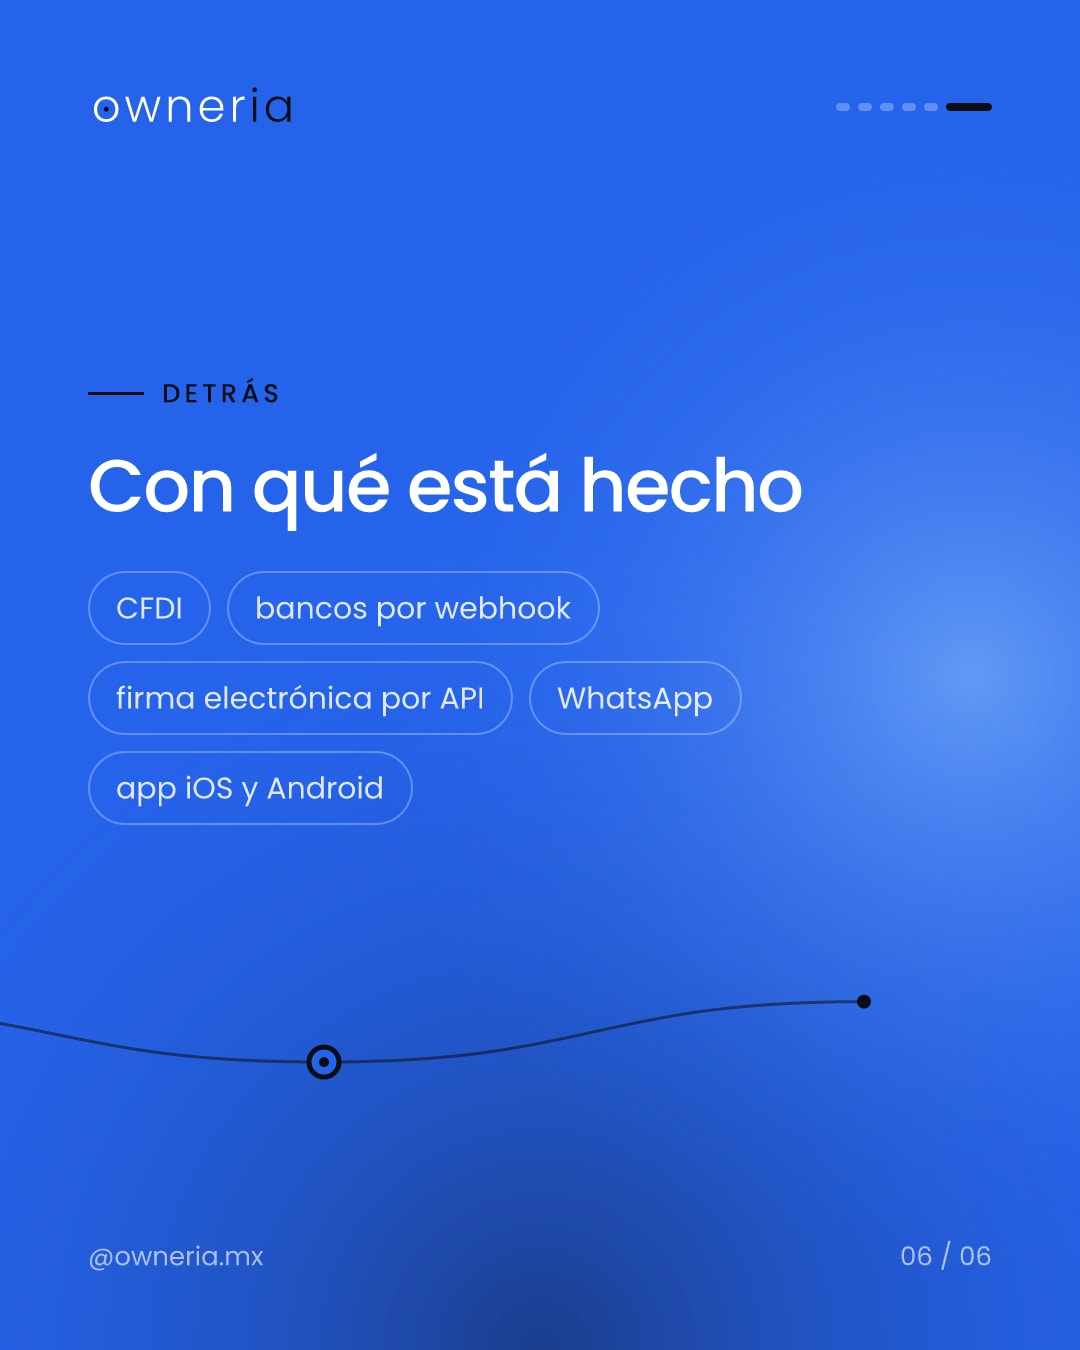 owneria
DETRÁS
Con qué está hecho
CFDI
bancos por webhook
firma electrónica por API
WhatsApp
app iOS y Android
@owneria.mx
06 / 06